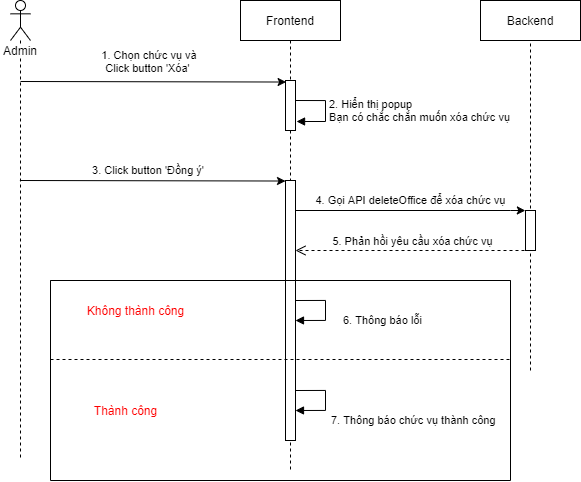 Frontend
Backend
Admin
1. Chọn chức vụ và
Click button 'Xóa'
2. Hiển thị popup
Bạn có chắc chắn muốn xóa chức vụ
3. Click button 'Đồng ý'
4. Gọi API deleteOffice để xóa chức vụ
5. Phản hồi yêu cầu xóa chức vụ
Không thành công
6. Thông báo lỗi
Thành công
7. Thông báo chức vụ thành công